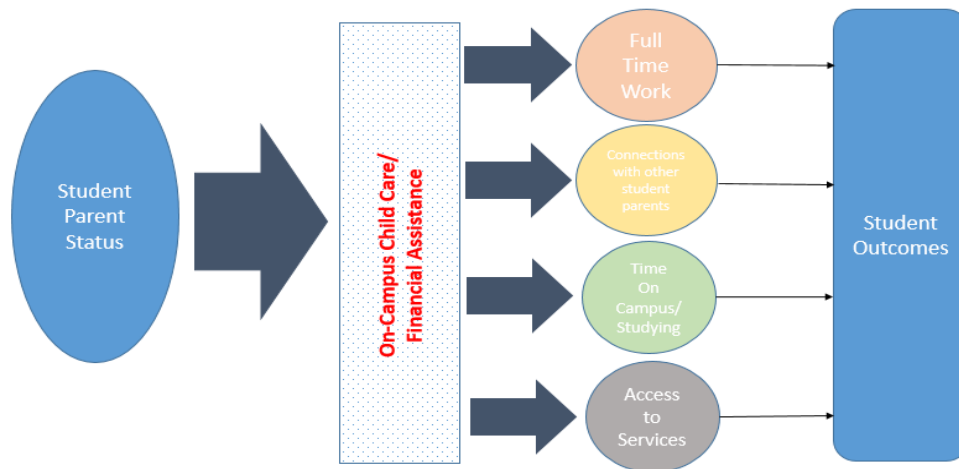 Student
Parent
Status
On-Campus Child Care/
Financial Assistance
Full
Time
Work
Connections
with other
student
parents
Time
On
Campus/
Studying
Access
to
Services
Student
Outcomes